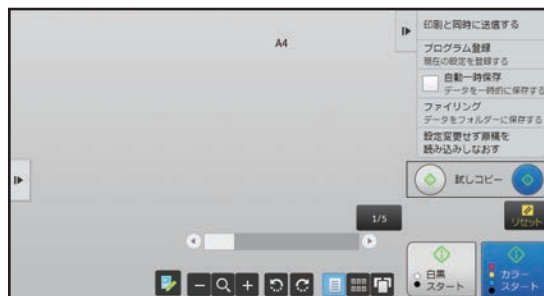 A4
印刷と同時に送信する
プログラム登録
現在の設定を登録する
自動一時保存
データを一時的に保存する
ファイリング
データをフォルダーに保存する
設定変更せず原稿を
読み込みしなおす
試しコピー
1/5
リセット
白黒
スタート
カラー
スタート